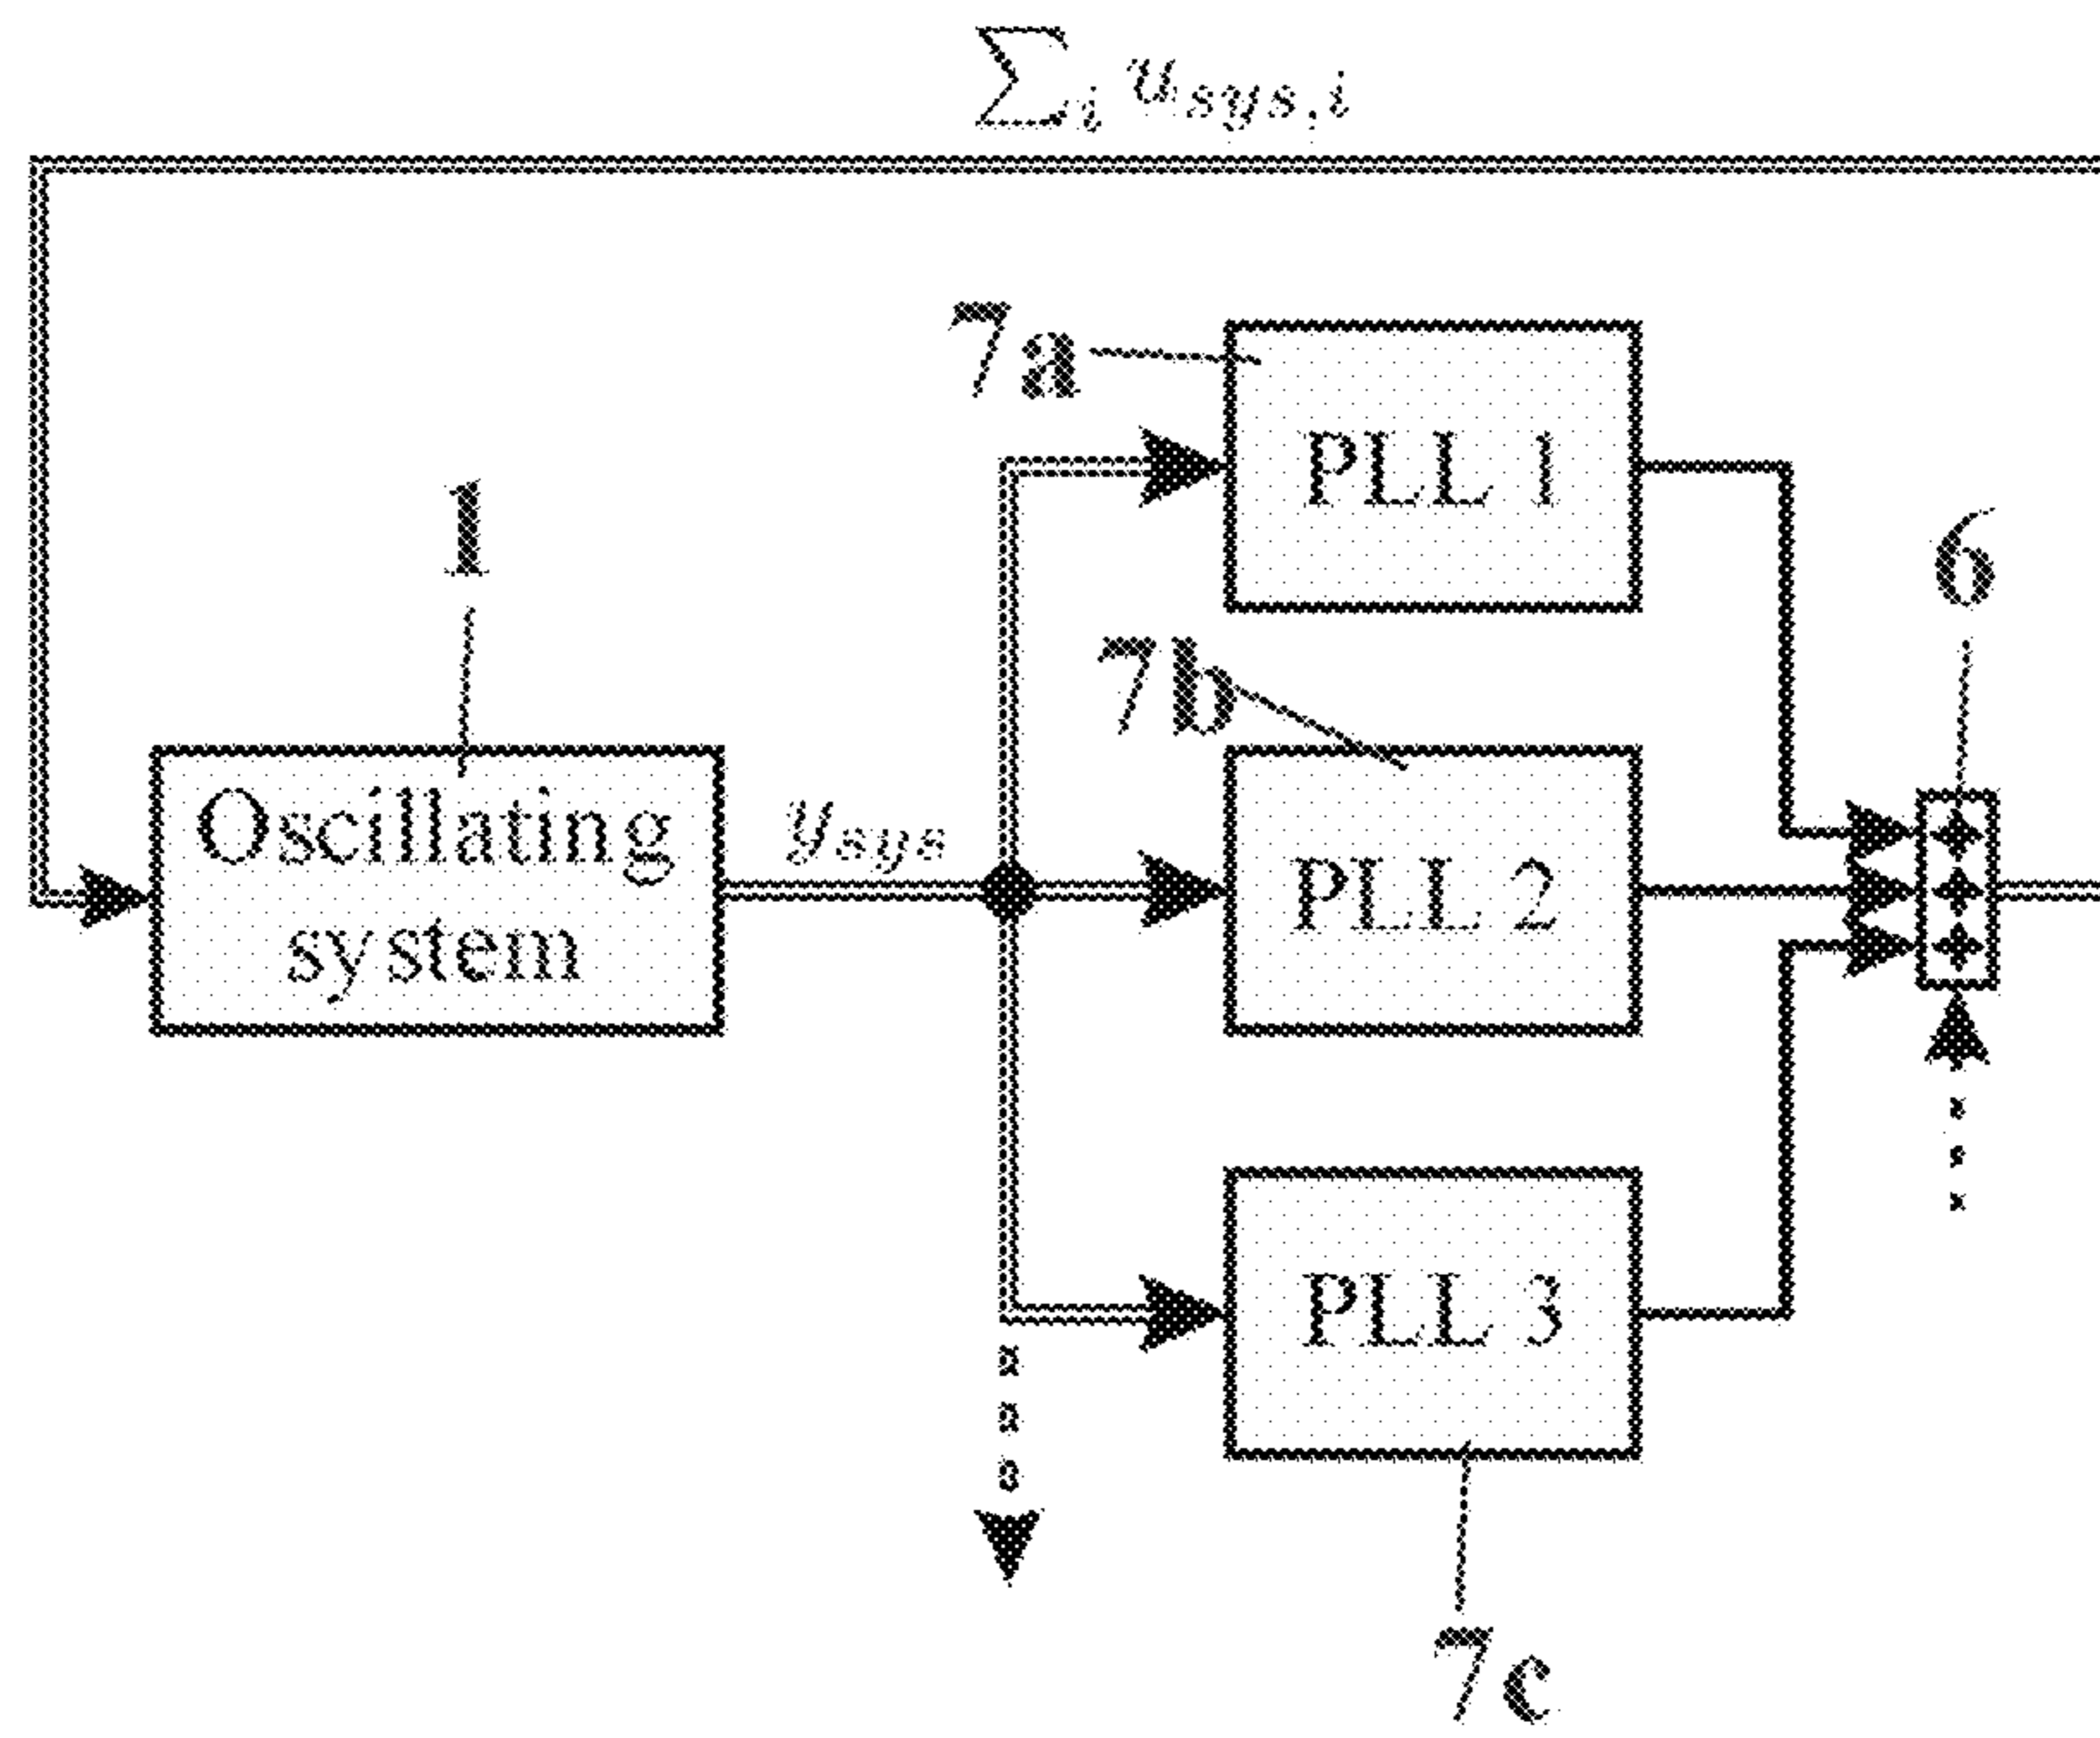 ∑ᵢ u_sys,i
7a
PLL 1
1
6
7b
Oscillating
system
y_sys
PLL 2
+
+
+
PLL 3
7c